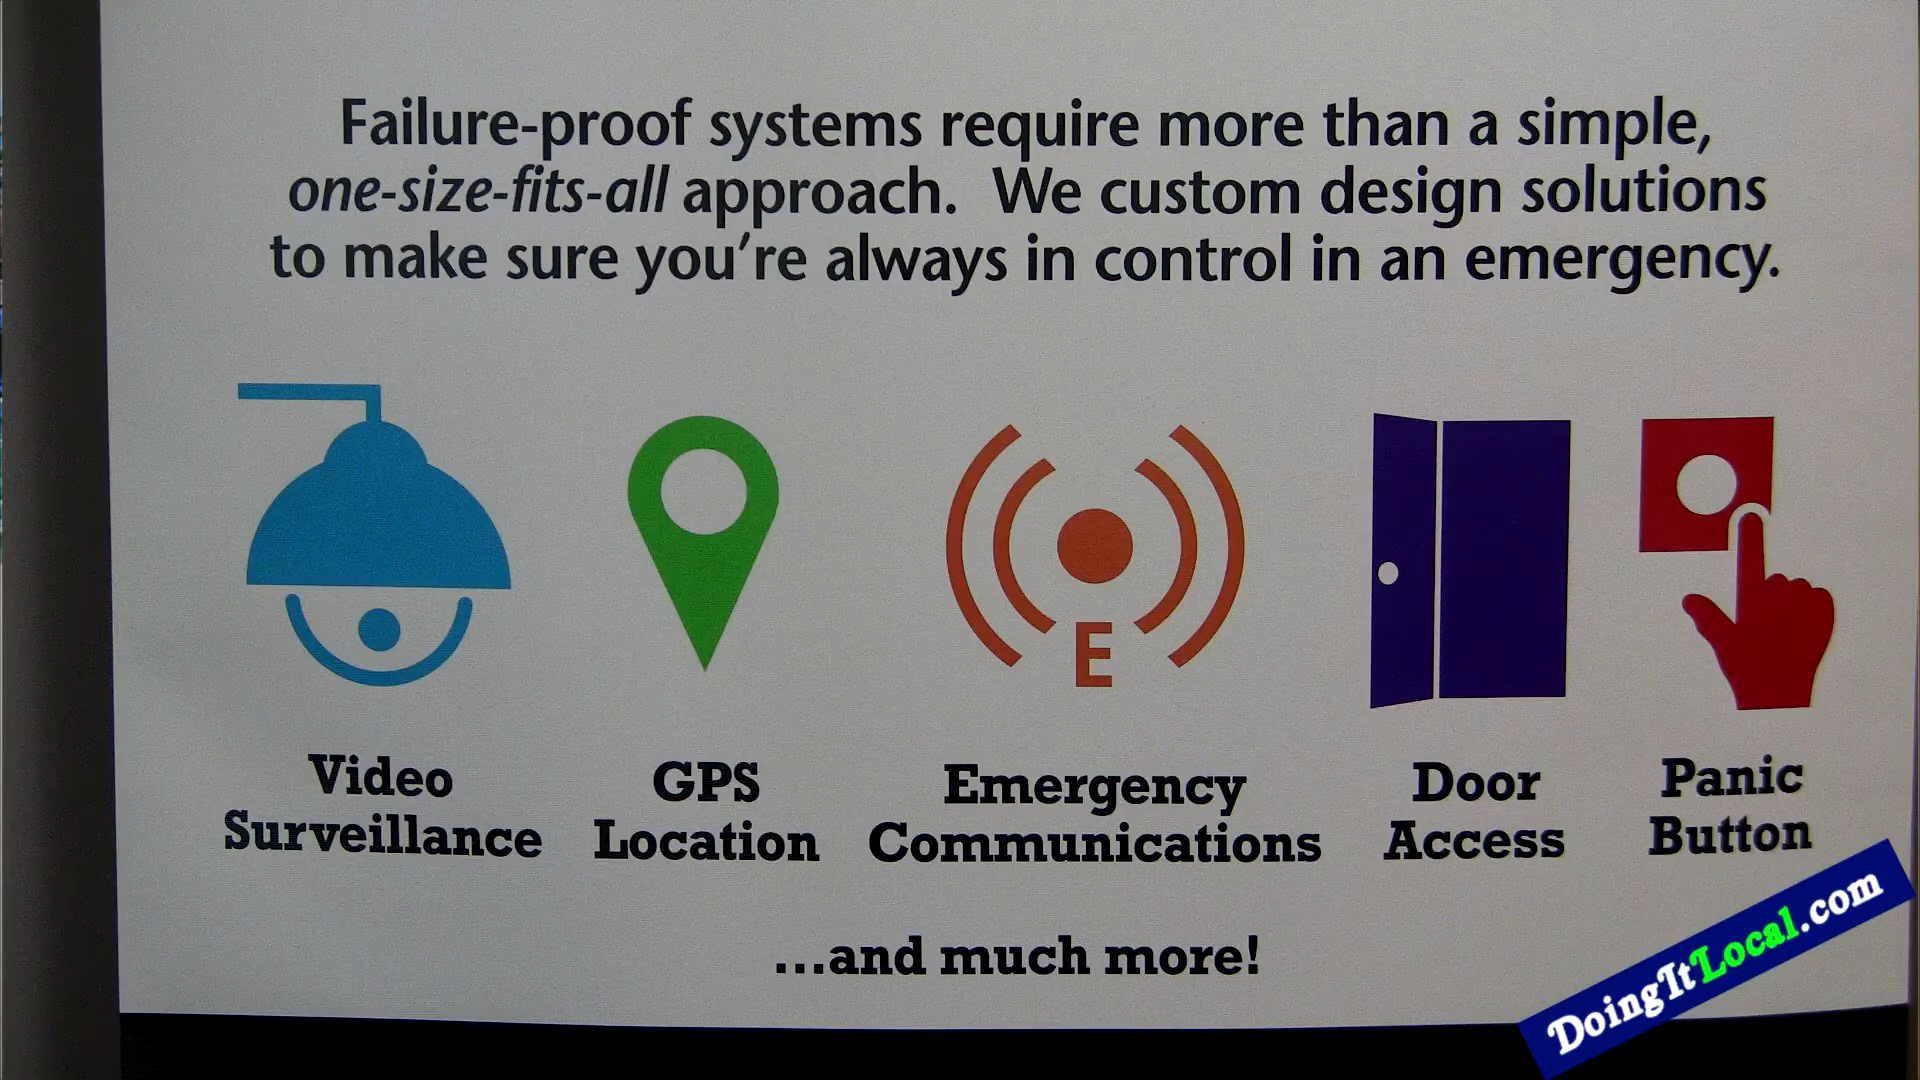 Failure-proof systems require more than a simple,
one-size-fits-all approach. We custom design solutions
to make sure you're always in control in an emergency.
E
Video
Surveillance
GPS
Location
Emergency
Communications
Door
Access
Panic
Button
...and much more!
DoingItLocal.com